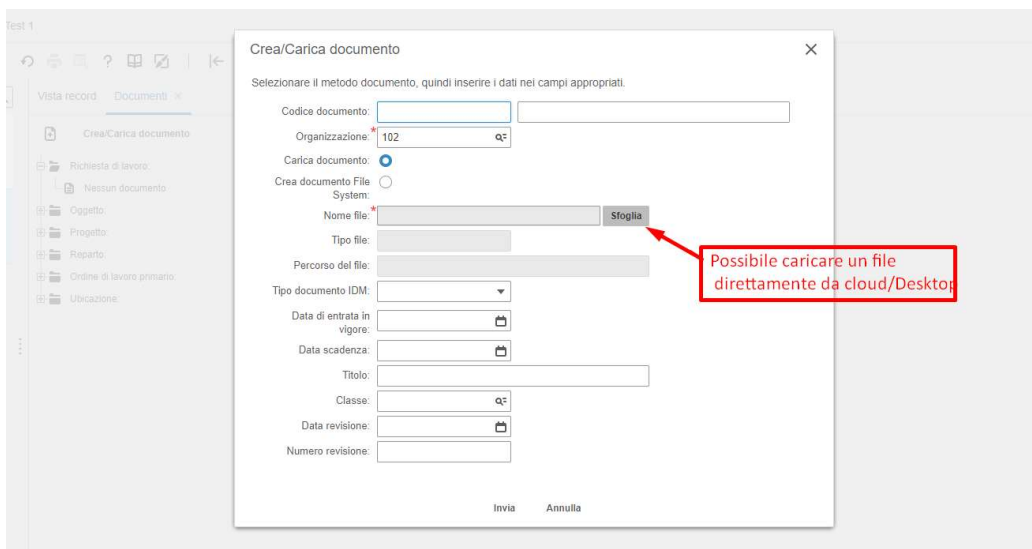 Test 1
Crea/Carica documento
Selezionare il metodo documento, quindi inserire i dati nei campi appropriati.
Vista record Documenti
Crea/Carica documento
Richiesta di lavoro:
Nessun documento
Oggetto:
Progetto:
Reparto:
Ordine di lavoro primario:
Ubicazione:
Codice documento:
Organizzazione:* 102
Carica documento:
Crea documento File
System:
Nome file:* Sfoglia
Tipo file:
Percorso del file:
Tipo documento IDM:
Data di entrata in
vigore:
Data scadenza:
Titolo:
Classe:
Data revisione:
Numero revisione:
Possibile caricare un file
direttamente da cloud/Desktop
Invia Annulla